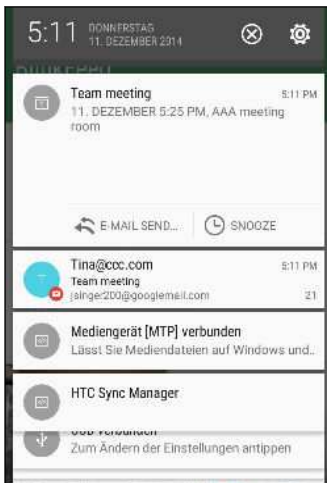 5:11 DONNERSTAG
11. DEZEMBER 2014
Team meeting 5:11 PM
11. DEZEMBER 5:25 PM, AAA meeting
room
E-MAIL SEND... SNOOZE
Tina@ccc.com 5:11 PM
Team meeting
jsinger200@googlemail.com 21
Mediengerät [MTP] verbunden
Lässt Sie Mediendateien auf Windows und..
HTC Sync Manager
USB verbunden
Zum Ändern der Einstellungen antippen